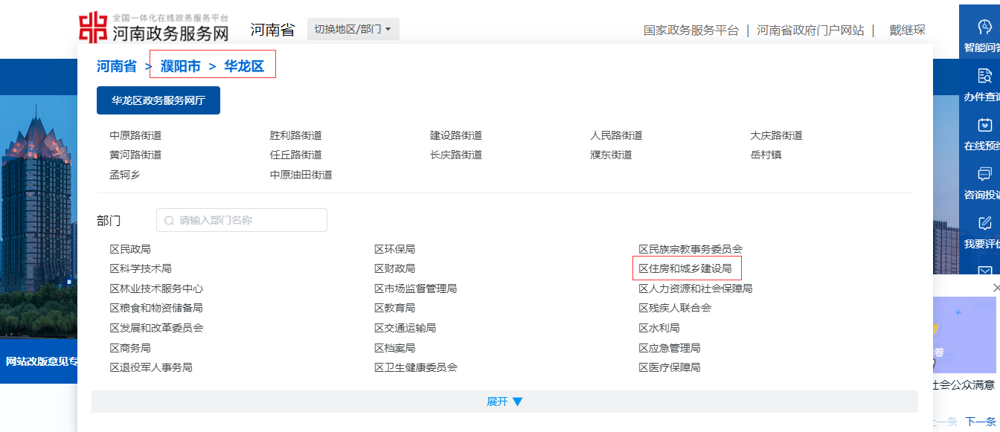 全国一体化在线政务服务平台
河南政务服务网
河南省
切换地区/部门
国家政务服务平台 | 河南省政府门户网站 | 戴继琛
智能问答
河南省 > 濮阳市 > 华龙区
办件查询
华龙区政务服务网厅
中原路街道 胜利路街道 建设路街道 人民路街道 大庆路街道
在线预约
黄河路街道 任丘路街道 长庆路街道 濮东街道 岳村镇
孟轲乡 中原油田街道
咨询投诉
部门
请输入部门名称
我要评价
区民政局 区环保局 区民族宗教事务委员会
区科学技术局 区财政局 区住房和城乡建设局
区林业技术服务中心 区市场监督管理局 区人力资源和社会保障局
区粮食和物资储备局 区教育局 区残疾人联合会
区发展和改革委员会 区交通运输局 区水利局
区商务局 区档案局 区应急管理局
卷
网站改版意见专
区退役军人事务局 区卫生健康委员会 区医疗保障局
社会公众满意
展开
上一条 下一条